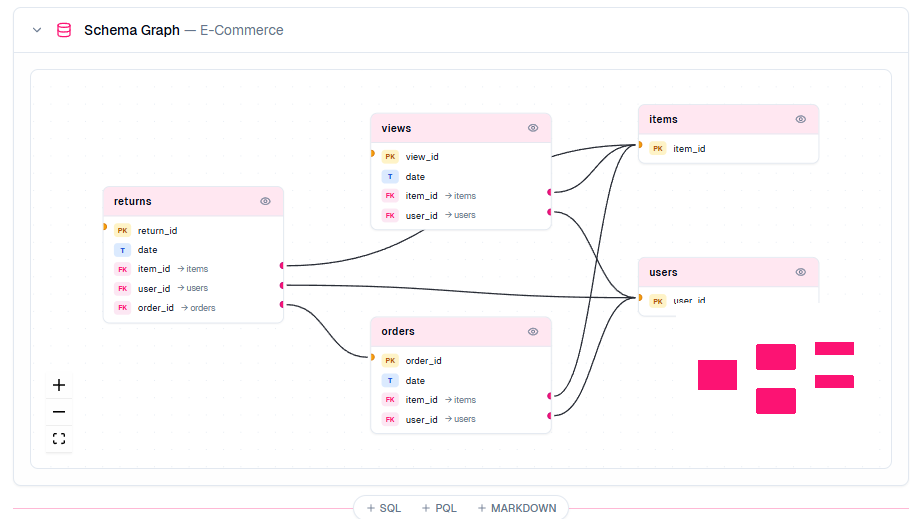 Schema Graph — E-Commerce
returns
PK return_id
T date
FK item_id → items
FK user_id → users
FK order_id → orders
views
PK view_id
T date
FK item_id → items
FK user_id → users
orders
PK order_id
T date
FK item_id → items
FK user_id → users
items
PK item_id
users
PK user_id
+ SQL + PQL + MARKDOWN